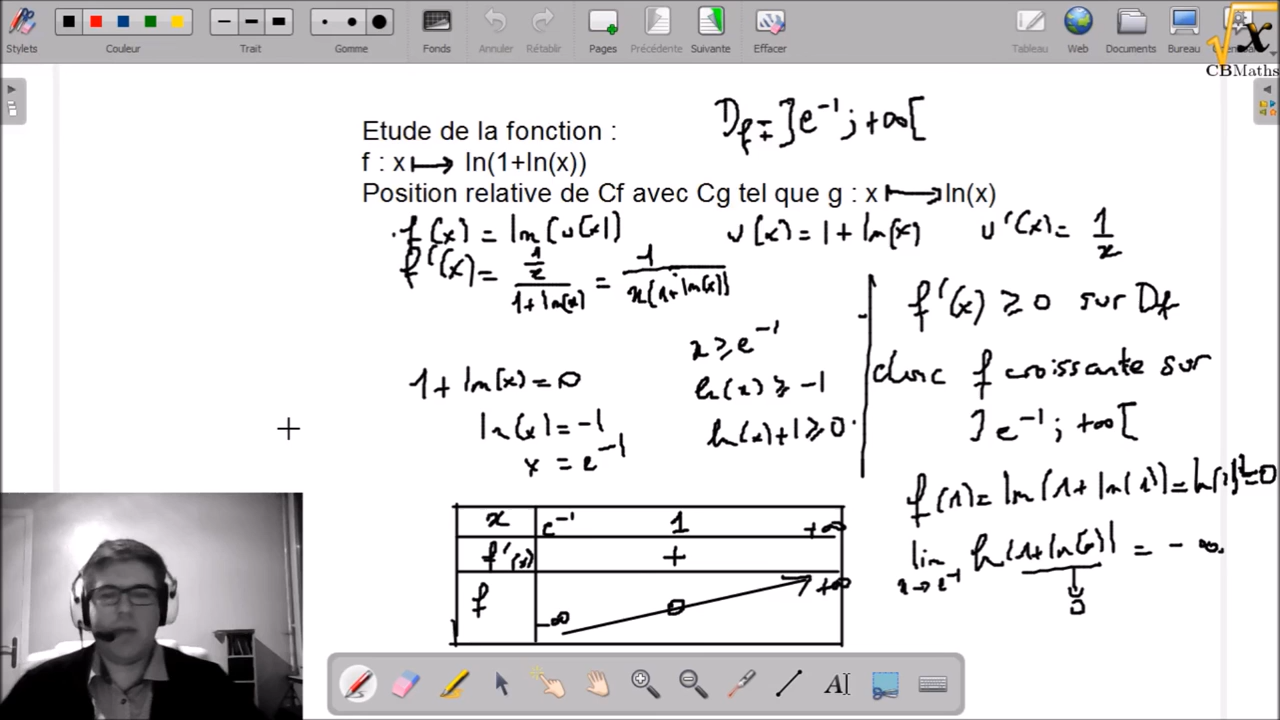 Stylets Couleur Trait Gomme Fonds Annuler Rétablir Pages Précédente Suivante Effacer Tableau Web Documents Bureau
√x
CBMaths
D_f = ]e⁻¹ ; +∞[
Etude de la fonction :
f : x ⟼ ln(1+ln(x))
Position relative de Cf avec Cg tel que g : x ⟼ ln(x)
f(x) = ln(u(x)) u(x) = 1 + ln(x) u'(x) = 1/x
f'(x) = (1/x)/(1+ln(x)) = 1/(x(1+ln(x)))
1 + ln(x) = 0
ln(x) = -1
x = e⁻¹
x ⩾ e⁻¹
ln(x) ⩾ -1
ln(x)+1 ⩾ 0
f'(x) ⩾ 0 sur Df
donc f croissante sur
]e⁻¹ ; +∞[
f(1) = ln(1+ln(1)) = ln(1) = 0
lim ln(1+ln(x)) = -∞
x→e⁻¹
0
x e⁻¹ 1 +∞
f'(x) +
f -∞ 0 +∞
AI